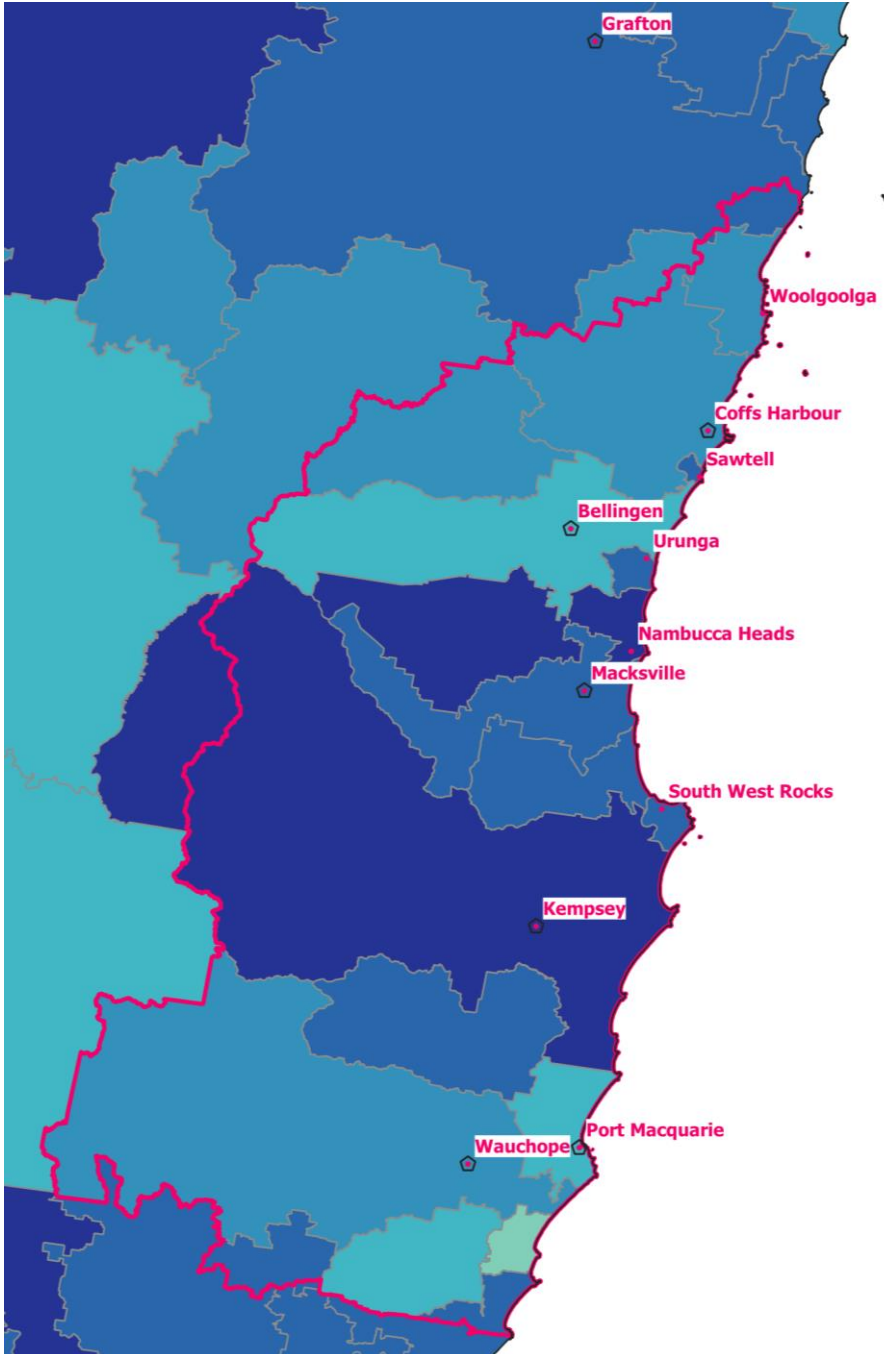 Grafton
Woolgoolga
Coffs Harbour
Sawtell
Bellingen
Urunga
Nambucca Heads
Macksville
South West Rocks
Kempsey
Port Macquarie
Wauchope